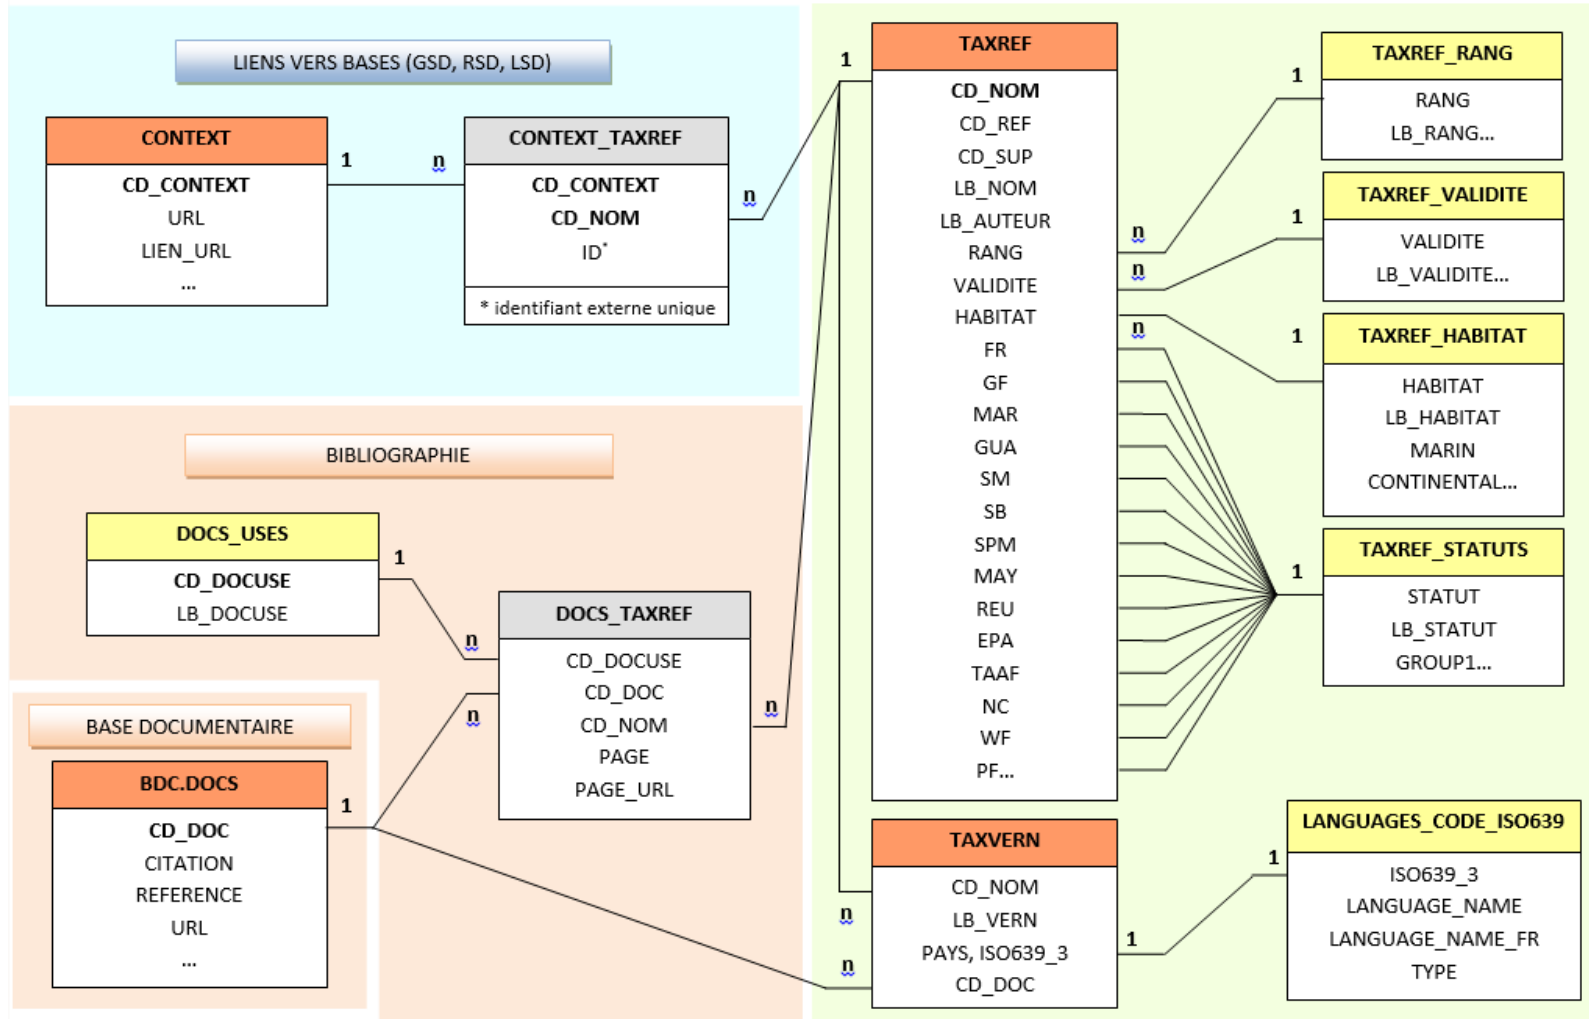 LIENS VERS BASES (GSD, RSD, LSD)
CONTEXT
CD_CONTEXT
URL
LIEN_URL
...
1
n
CONTEXT_TAXREF
CD_CONTEXT
CD_NOM
ID*
* identifiant externe unique
n
1
BIBLIOGRAPHIE
DOCS_USES
CD_DOCUSE
LB_DOCUSE
1
n
DOCS_TAXREF
CD_DOCUSE
CD_DOC
CD_NOM
PAGE
PAGE_URL
n
n
BASE DOCUMENTAIRE
BDC.DOCS
CD_DOC
CITATION
REFERENCE
URL
...
1
TAXREF
CD_NOM
CD_REF
CD_SUP
LB_NOM
LB_AUTEUR
RANG
VALIDITE
HABITAT
FR
GF
MAR
GUA
SM
SB
SPM
MAY
REU
EPA
TAAF
NC
WF
PF...
n
n
n
1
TAXREF_RANG
RANG
LB_RANG...
1
TAXREF_VALIDITE
VALIDITE
LB_VALIDITE...
1
TAXREF_HABITAT
HABITAT
LB_HABITAT
MARIN
CONTINENTAL...
1
TAXREF_STATUTS
STATUT
LB_STATUT
GROUP1...
TAXVERN
CD_NOM
LB_VERN
PAYS, ISO639_3
CD_DOC
n
n
1
1
LANGUAGES_CODE_ISO639
ISO639_3
LANGUAGE_NAME
LANGUAGE_NAME_FR
TYPE